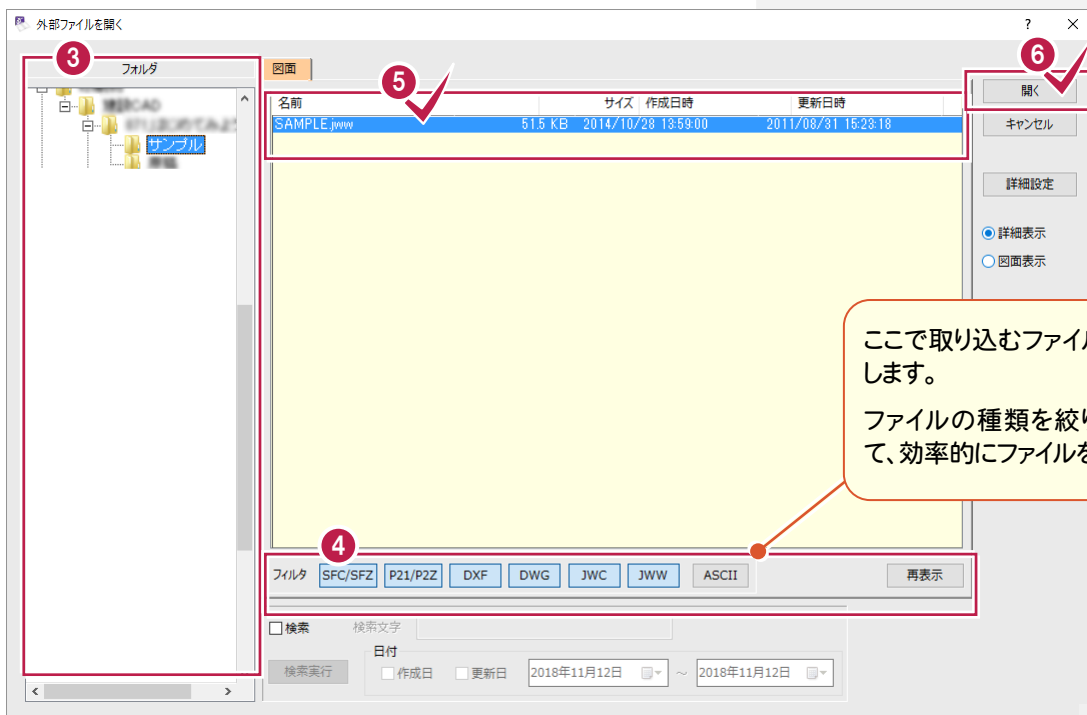 外部ファイルを開く
? ×
3
フォルダ
サンプル
図面
5
名前 サイズ 作成日時 更新日時
SAMPLE.jww 51.5 KB 2014/10/28 13:59:00 2011/08/31 15:23:18
6
開く
キャンセル
詳細設定
詳細表示
図面表示
ここで取り込むファイル
します。
ファイルの種類を絞り
て、効率的にファイルを
4
フィルタ SFC/SFZ P21/P2Z DXF DWG JWC JWW ASCII 再表示
検索 検索文字
日付
検索実行 作成日 更新日 2018年11月12日 ～ 2018年11月12日